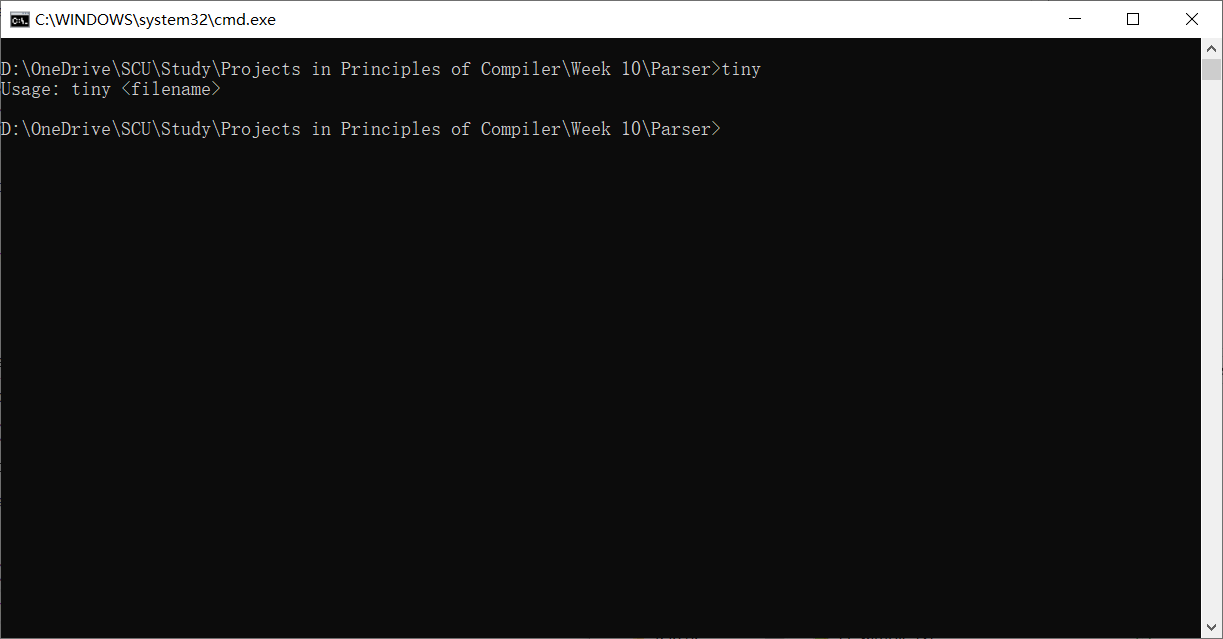 C:\WINDOWS\system32\cmd.exe
D:\OneDrive\SCU\Study\Projects in Principles of Compiler\Week 10\Parser>tiny
Usage: tiny <filename>
D:\OneDrive\SCU\Study\Projects in Principles of Compiler\Week 10\Parser>